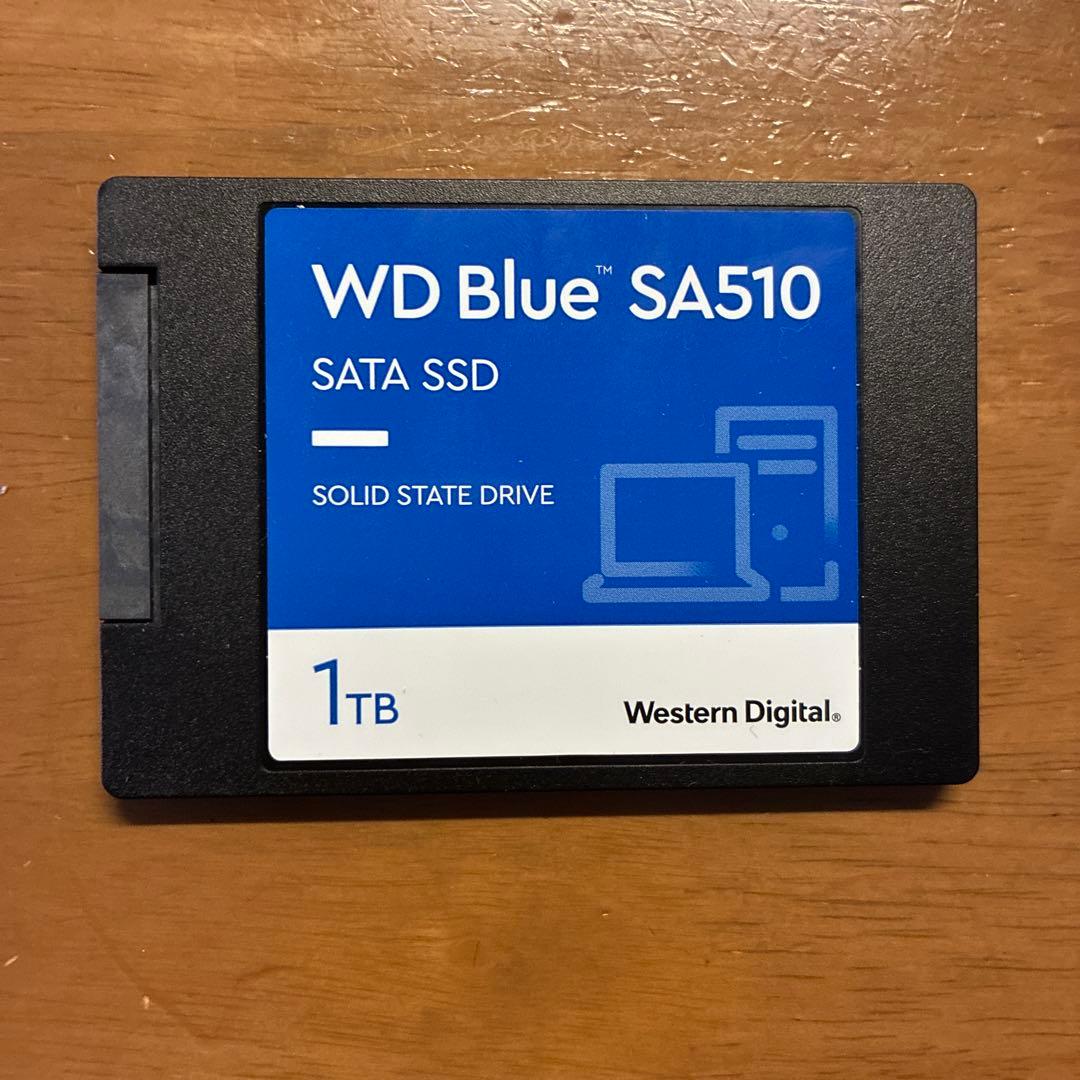 WD Blue™ SA510
SATA SSD
SOLID STATE DRIVE
1TB
Western Digital®